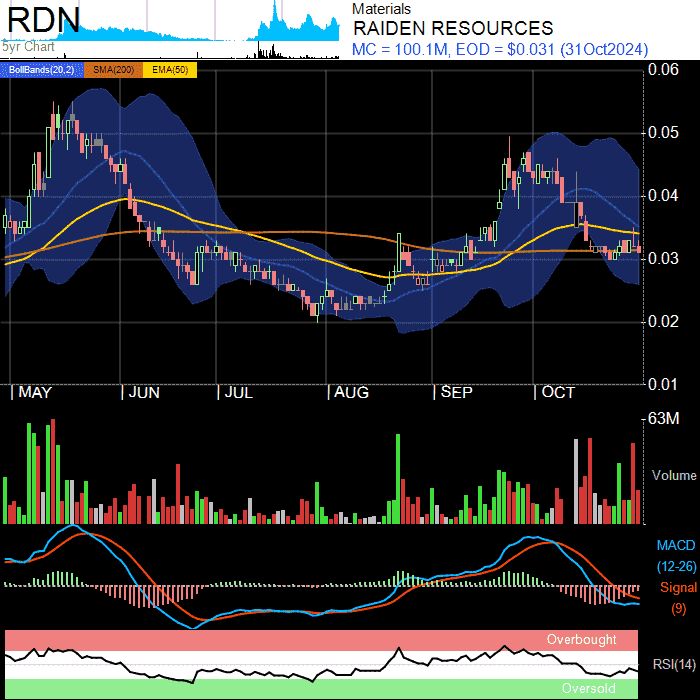 RDN
5yr Chart
Materials
RAIDEN RESOURCES
MC = 100.1M, EOD = $0.031 (31Oct2024)
BollBands(20,2) SMA(200) EMA(50)
0.06
0.05
0.04
0.03
0.02
0.01
MAY JUN JUL AUG SEP OCT
63M
Volume
MACD
(12-26)
Signal
(9)
Overbought
RSI(14)
Oversold